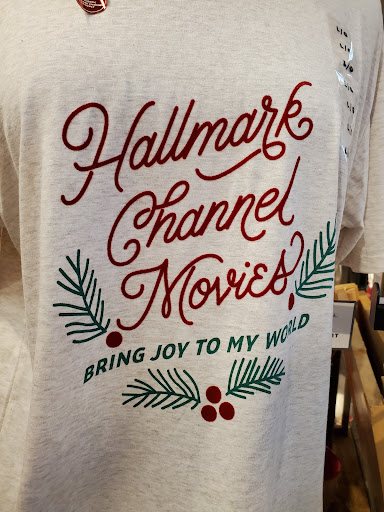 Hallmark
Channel
Movies
BRING JOY TO MY WORLD